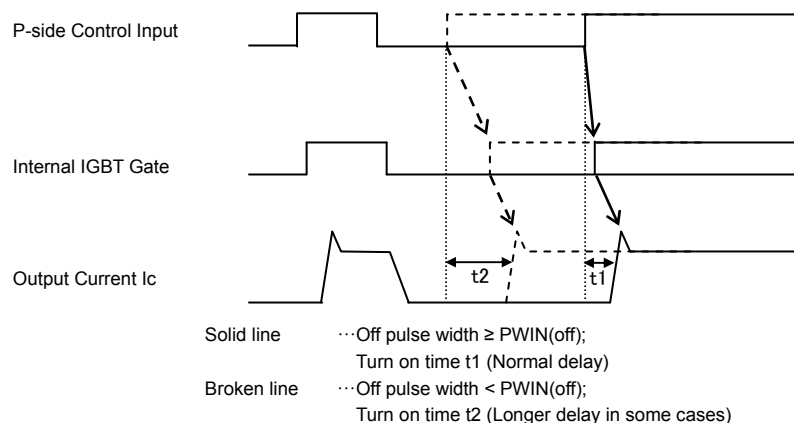 P-side Control Input
Internal IGBT Gate
Output Current Ic
t2
t1
Solid line ···Off pulse width ≥ PWIN(off);
Turn on time t1 (Normal delay)
Broken line ···Off pulse width < PWIN(off);
Turn on time t2 (Longer delay in some cases)